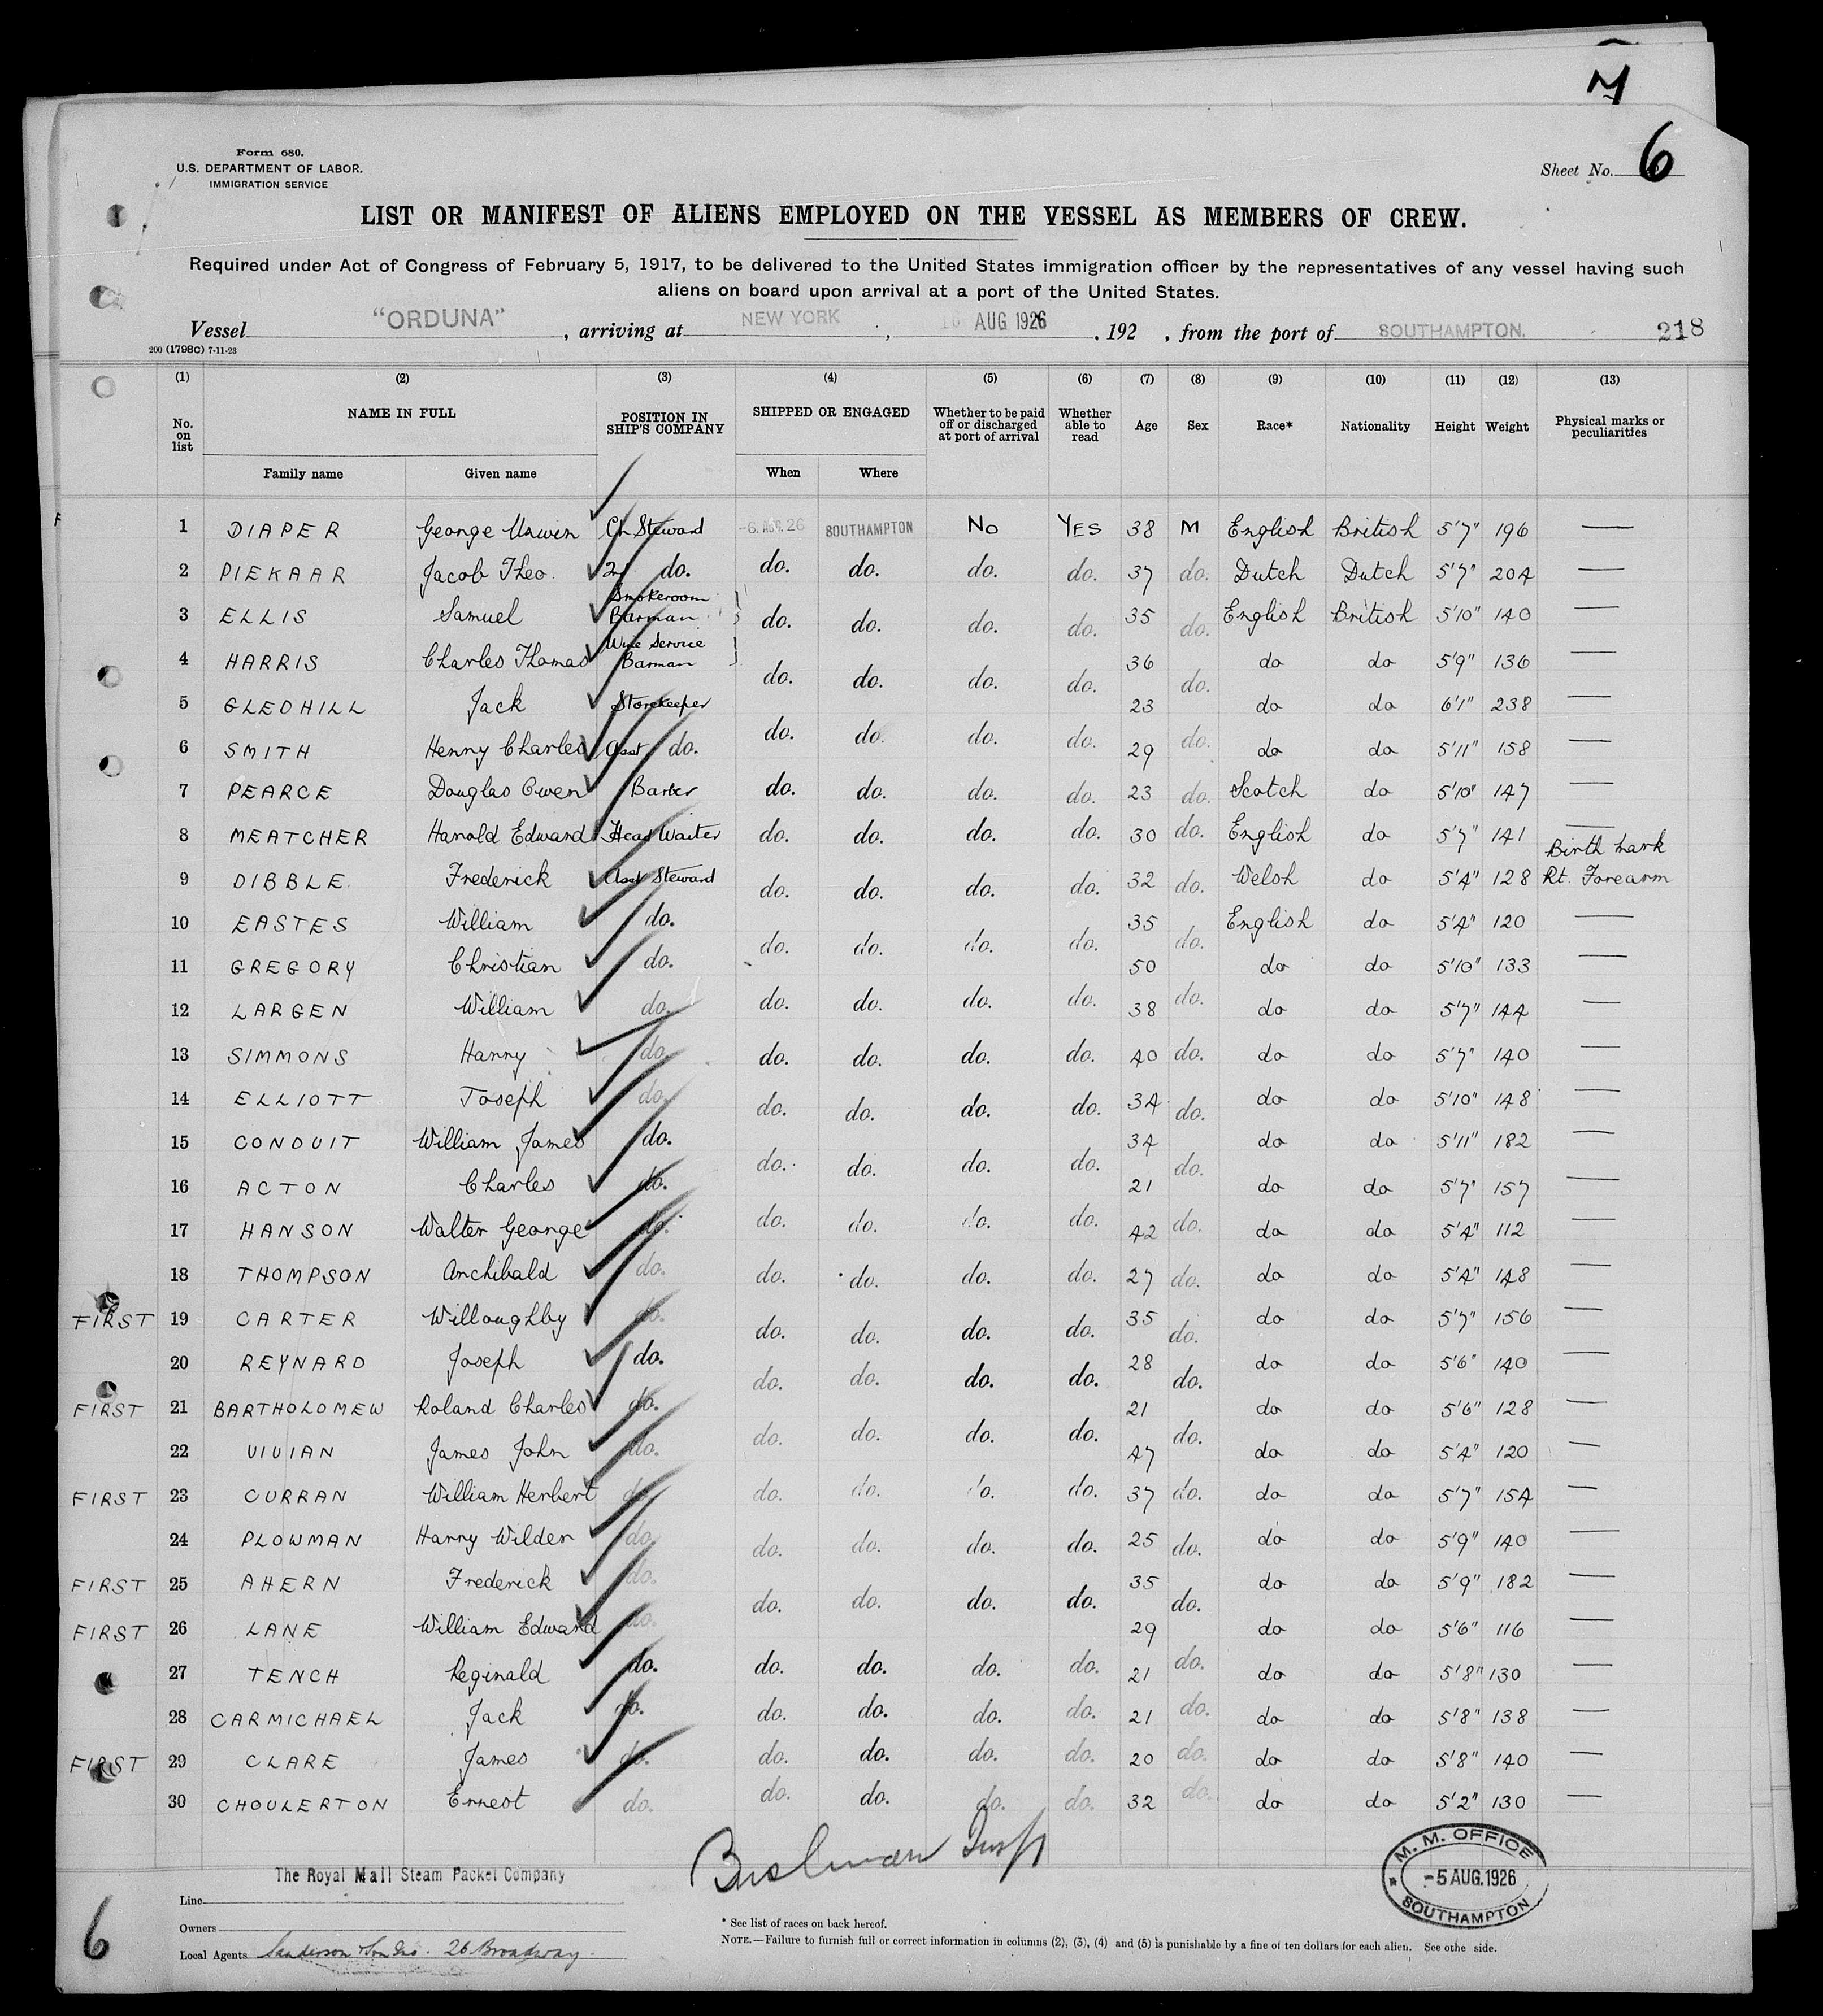 M
6
Form 680.
U.S. DEPARTMENT OF LABOR.
IMMIGRATION SERVICE
Sheet No. 6
LIST OR MANIFEST OF ALIENS EMPLOYED ON THE VESSEL AS MEMBERS OF CREW.
Required under Act of Congress of February 5, 1917, to be delivered to the United States immigration officer by the representatives of any vessel having such
aliens on board upon arrival at a port of the United States.
Vessel "ORDUNA" , arriving at NEW YORK , 16 AUG 1926 , 192 , from the port of SOUTHAMPTON. 218
200 (1798C) 7-11-23
(1) (2) (3) (4) (5) (6) (7) (8) (9) (10) (11) (12) (13)
No. on list NAME IN FULL POSITION IN SHIP'S COMPANY SHIPPED OR ENGAGED Whether to be paid off or discharged at port of arrival Whether able to read Age Sex Race* Nationality Height Weight Physical marks or peculiarities
Family name Given name When Where
1 DIAPER George Unwin Ch Steward -6. AUG. 26 SOUTHAMPTON No YES 38 M English British 5'7" 196 —
2 PIEKAAR Jacob Theo. 2nd do. do. do. do. do. 37 do. Dutch Dutch 5'7" 204 —
3 ELLIS Samuel Smokeroom Barman do. do. do. do. 35 do. English British 5'10" 140 —
4 HARRIS Charles Thomas Wine Service Barman do. do. do. do. 36 do. do do 5'9" 136 —
5 GLEDHILL Jack Storekeeper 23 do do 6'1" 238 —
6 SMITH Henry Charles Asst do. do. do. do. do. 29 do. do do 5'11" 158 —
7 PEARCE Douglas Owen Barber do. do. do. do. 23 do. Scotch do 5'10" 147 —
8 MEATCHER Harold Edward Head Waiter do. do. do. do. 30 do. English do 5'7" 141 —
9 DIBBLE Frederick Asst Steward do. do. do. do. 32 do. Welsh do 5'4" 128 Birth mark Rt. Forearm
10 EASTES William do. do. do. do. do. 35 do. English do 5'4" 120 —
11 GREGORY Christian do. 50 do do 5'10" 133 —
12 LARGEN William do. do. do. do. do. 38 do. do do 5'7" 144 —
13 SIMMONS Harry do. do. do. do. do. 40 do. do do 5'7" 140 —
14 ELLIOTT Joseph do. do. do. do. do. 34 do. do do 5'10" 148 —
15 CONDUIT William James do. do. do. do. do. 34 do. do do 5'11" 182 —
16 ACTON Charles do. 21 do do 5'7" 157 —
17 HANSON Walter George do. do. do. do. do. 42 do. do do 5'4" 112 —
18 THOMPSON Archibald do. do. do. do. do. 27 do. do do 5'4" 148 —
FIRST 19 CARTER Willoughby do. do. do. do. do. 35 do. do do 5'7" 156 —
20 REYNARD Joseph do. do. do. do. do. 28 do. do do 5'6" 140 —
FIRST 21 BARTHOLOMEW Roland Charles do. do. do. do. do. 21 do. do do 5'6" 128 —
22 VIVIAN James John do. 47 do do 5'4" 120 —
FIRST 23 CURRAN William Herbert do. do. do. do. do. 37 do. do do 5'7" 154 —
24 PLOWMAN Harry Wilder do. do. do. do. do. 25 do. do do 5'9" 140 —
FIRST 25 AHERN Frederick do. do. do. do. do. 35 do. do do 5'9" 182 —
FIRST 26 LANE William Edward do. 29 do do 5'6" 116 —
27 TENCH Reginald do. do. do. do. do. 21 do. do do 5'8" 130 —
28 CARMICHAEL Jack do. do. do. do. do. 21 do. do do 5'8" 138 —
FIRST 29 CLARE James do. do. do. do. do. 20 do. do do 5'8" 140 —
30 CHOULERTON Ernest do. do. do. do. do. 32 do. do do 5'2" 130 —
The Royal Mail Steam Packet Company
Line
Owners
Local Agents Sanderson & Son Inc. 26 Broadway.
6
M. M. OFFICE
-5 AUG. 1926
SOUTHAMPTON
* See list of races on back hereof.
NOTE.—Failure to furnish full or correct information in columns (2), (3), (4) and (5) is punishable by a fine of ten dollars for each alien. See othe side.